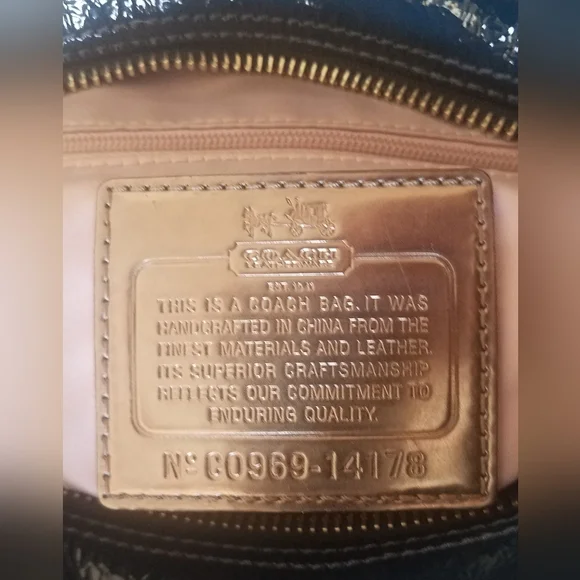 COACH
EST. 1941
THIS IS A COACH BAG. IT WAS
HANDCRAFTED IN CHINA FROM THE
FINEST MATERIALS AND LEATHER.
ITS SUPERIOR CRAFTSMANSHIP
REFLECTS OUR COMMITMENT TO
ENDURING QUALITY.
Nº C0969-14178